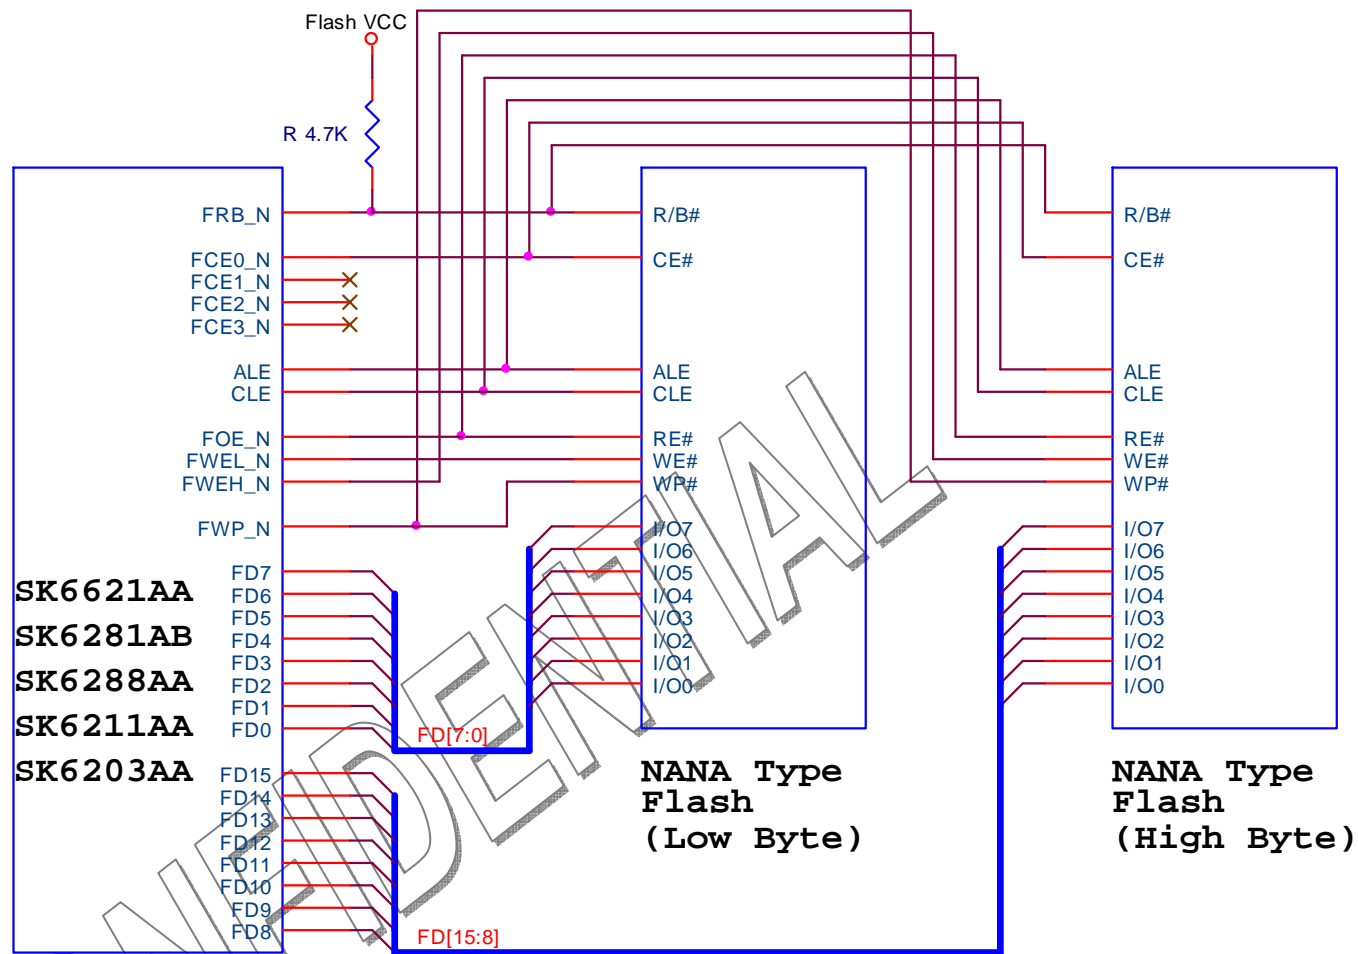 Flash VCC
R 4.7K
FRB_N
FCE0_N
FCE1_N
FCE2_N
FCE3_N
ALE
CLE
FOE_N
FWEL_N
FWEH_N
FWP_N
FD7
FD6
FD5
FD4
FD3
FD2
FD1
FD0
FD15
FD14
FD13
FD12
FD11
FD10
FD9
FD8
SK6621AA
SK6281AB
SK6288AA
SK6211AA
SK6203AA
FD[7:0]
FD[15:8]
R/B#
CE#
ALE
CLE
RE#
WE#
WP#
I/O7
I/O6
I/O5
I/O4
I/O3
I/O2
I/O1
I/O0
NANA Type
Flash
(Low Byte)
R/B#
CE#
ALE
CLE
RE#
WE#
WP#
I/O7
I/O6
I/O5
I/O4
I/O3
I/O2
I/O1
I/O0
NANA Type
Flash
(High Byte)
NFIDENTIAL